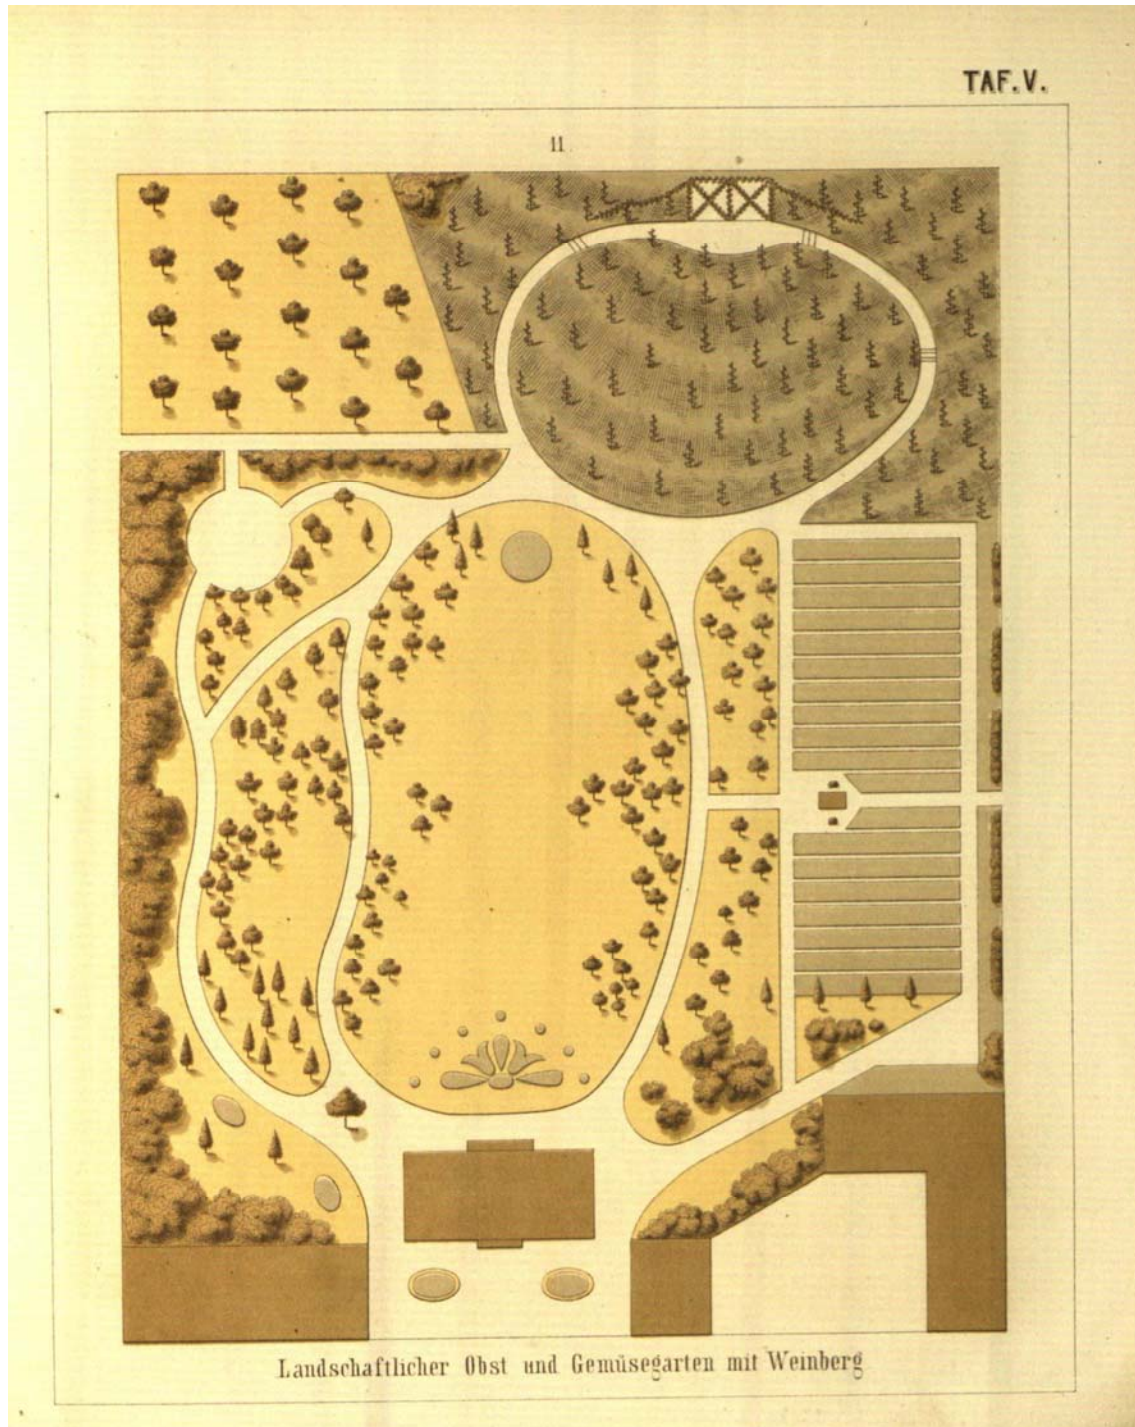 TAF. V.
11.
Landschaftlicher Obst und Gemüsegarten mit Weinberg